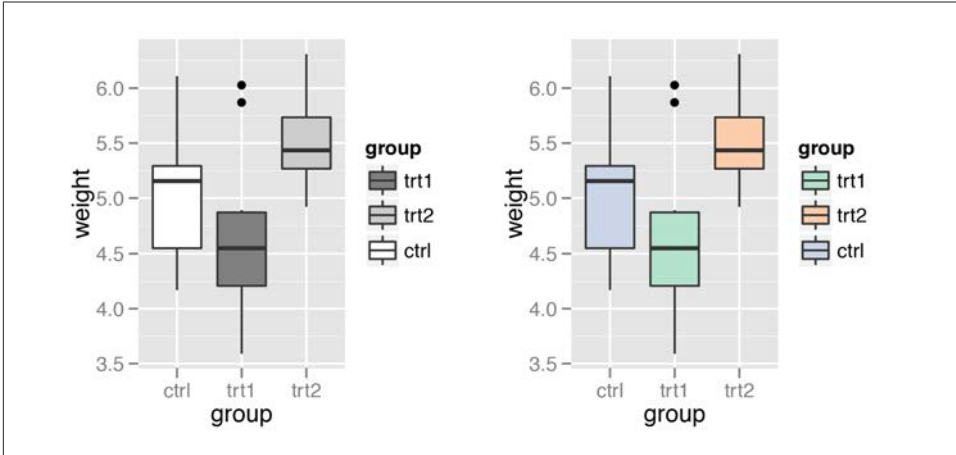 weight
6.0
5.5
5.0
4.5
4.0
3.5
ctrl trt1 trt2
group
group
trt1
trt2
ctrl
weight
6.0
5.5
5.0
4.5
4.0
3.5
ctrl trt1 trt2
group
group
trt1
trt2
ctrl